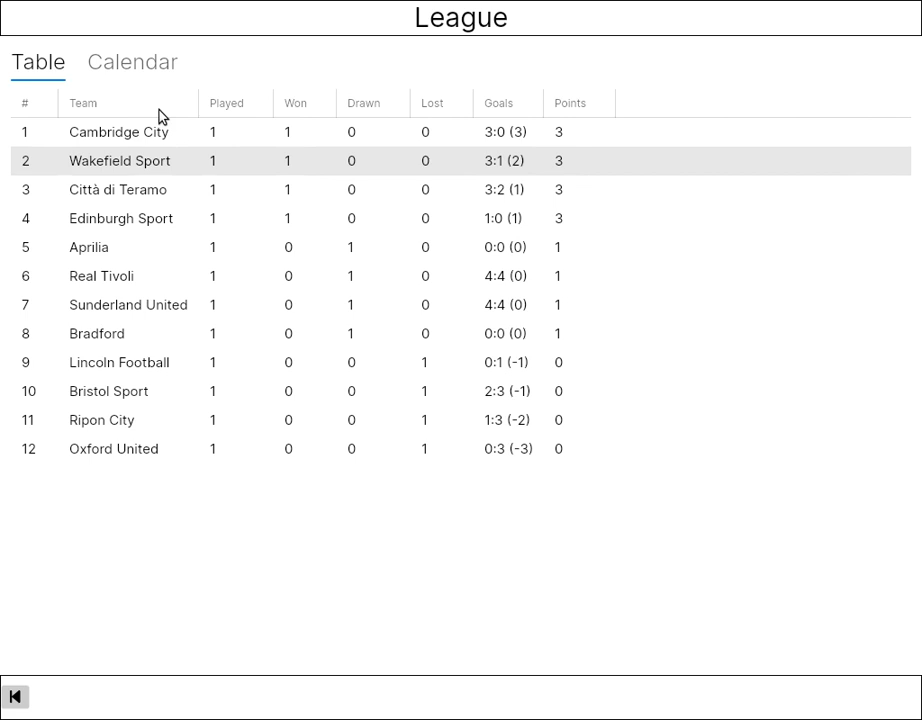 League
Table Calendar
# Team Played Won Drawn Lost Goals Points
1 Cambridge City 1 1 0 0 3:0 (3) 3
2 Wakefield Sport 1 1 0 0 3:1 (2) 3
3 Città di Teramo 1 1 0 0 3:2 (1) 3
4 Edinburgh Sport 1 1 0 0 1:0 (1) 3
5 Aprilia 1 0 1 0 0:0 (0) 1
6 Real Tivoli 1 0 1 0 4:4 (0) 1
7 Sunderland United 1 0 1 0 4:4 (0) 1
8 Bradford 1 0 1 0 0:0 (0) 1
9 Lincoln Football 1 0 0 1 0:1 (-1) 0
10 Bristol Sport 1 0 0 1 2:3 (-1) 0
11 Ripon City 1 0 0 1 1:3 (-2) 0
12 Oxford United 1 0 0 1 0:3 (-3) 0